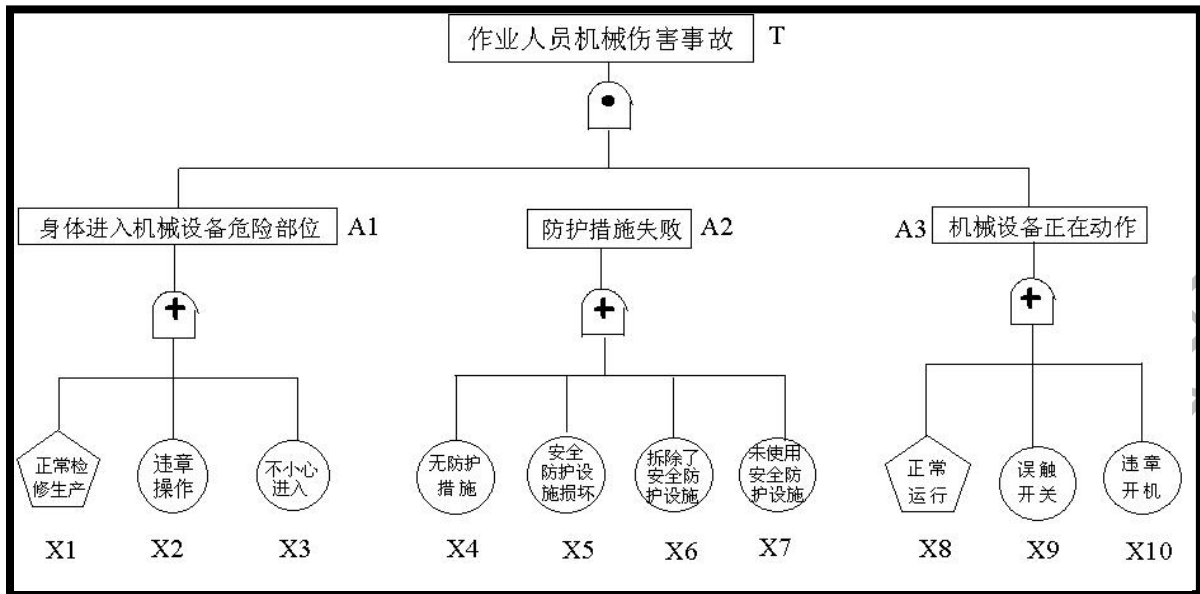 作业人员机械伤害事故 T
身体进入机械设备危险部位 A1
防护措施失败 A2
A3 机械设备正在动作
正常检
修生产
违章
操作
不小心
进入
无防护
措施
安全
防护设
施损坏
拆除了
安全防
护设施
未使用
安全防
护设施
正常
运行
误触
开关
违章
开机
X1 X2 X3 X4 X5 X6 X7 X8 X9 X10